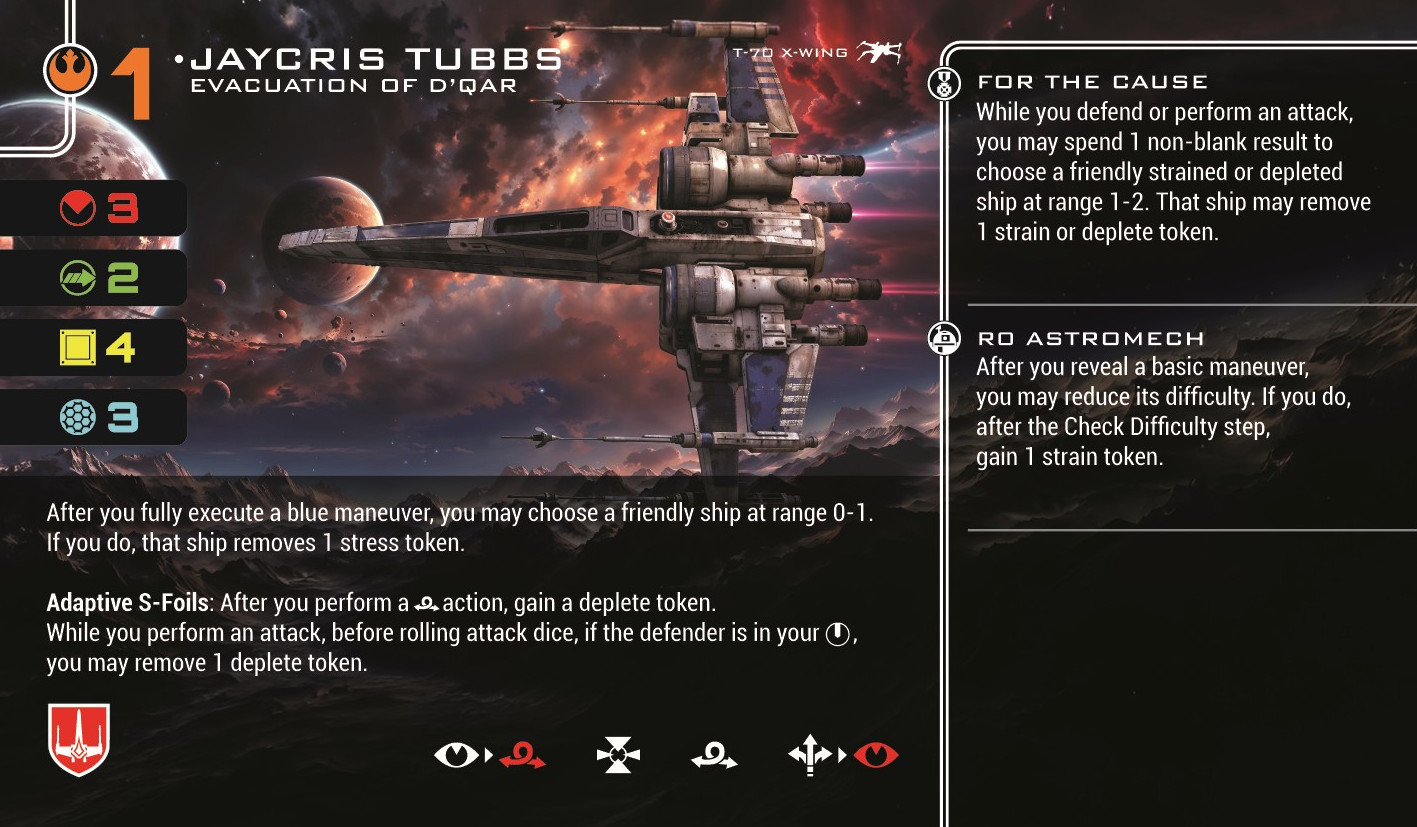 1
•JAYCRIS TUBBS
EVACUATION OF D'QAR
T-70 X-WING
3
2
4
3
After you fully execute a blue maneuver, you may choose a friendly ship at range 0-1.
If you do, that ship removes 1 stress token.
Adaptive S-Foils: After you perform a action, gain a deplete token.
While you perform an attack, before rolling attack dice, if the defender is in your ,
you may remove 1 deplete token.
FOR THE CAUSE
While you defend or perform an attack,
you may spend 1 non-blank result to
choose a friendly strained or depleted
ship at range 1-2. That ship may remove
1 strain or deplete token.
R0 ASTROMECH
After you reveal a basic maneuver,
you may reduce its difficulty. If you do,
after the Check Difficulty step,
gain 1 strain token.